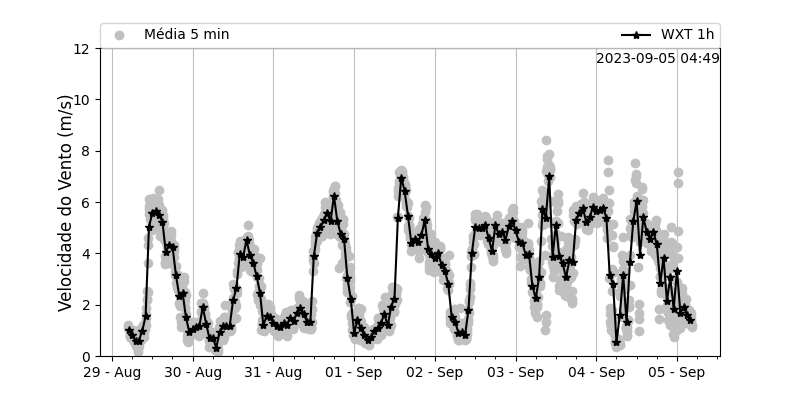 Média 5 min
WXT 1h
2023-09-05 04:49
Velocidade do Vento (m/s)
12
10
8
6
4
2
0
29 - Aug
30 - Aug
31 - Aug
01 - Sep
02 - Sep
03 - Sep
04 - Sep
05 - Sep